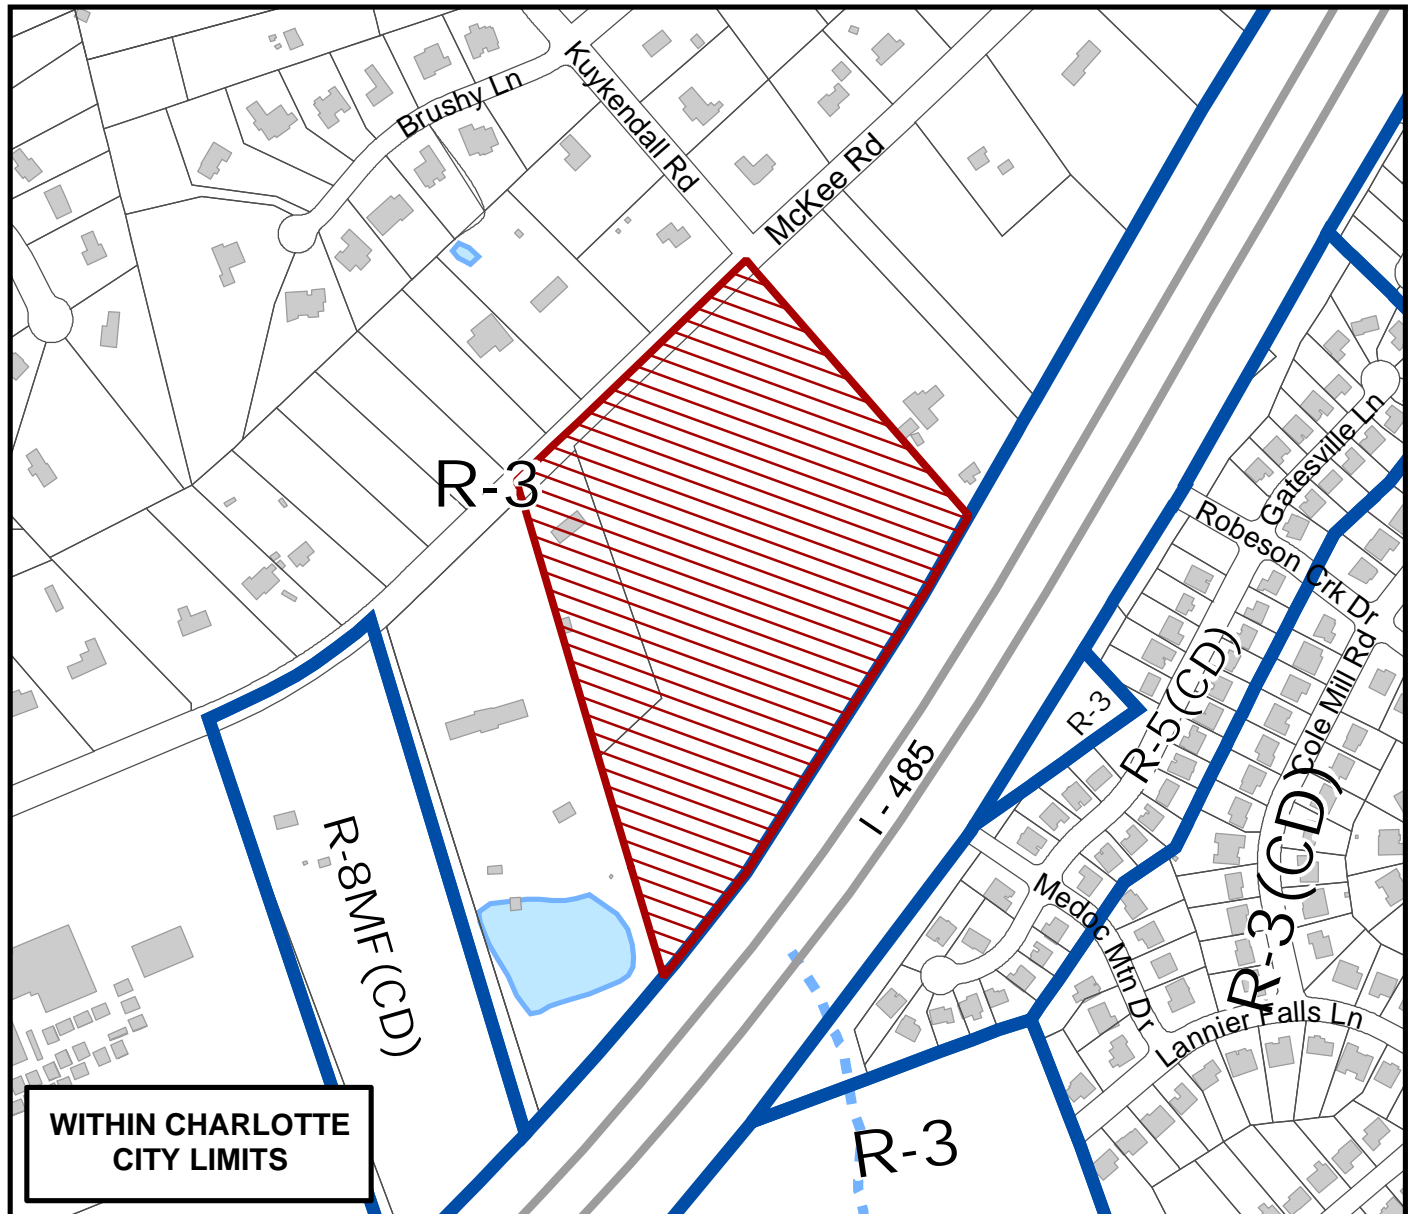 Kuykendall Rd
Brushy Ln
McKee Rd
R-3
Gatesville Ln
Robeson Crk Dr
R-5(CD)
Cole Mill Rd
R-3
I - 485
R-3(CD)
R-8MF(CD)
Medoc Mtn Dr
Lannier Falls Ln
R-3
WITHIN CHARLOTTE
CITY LIMITS